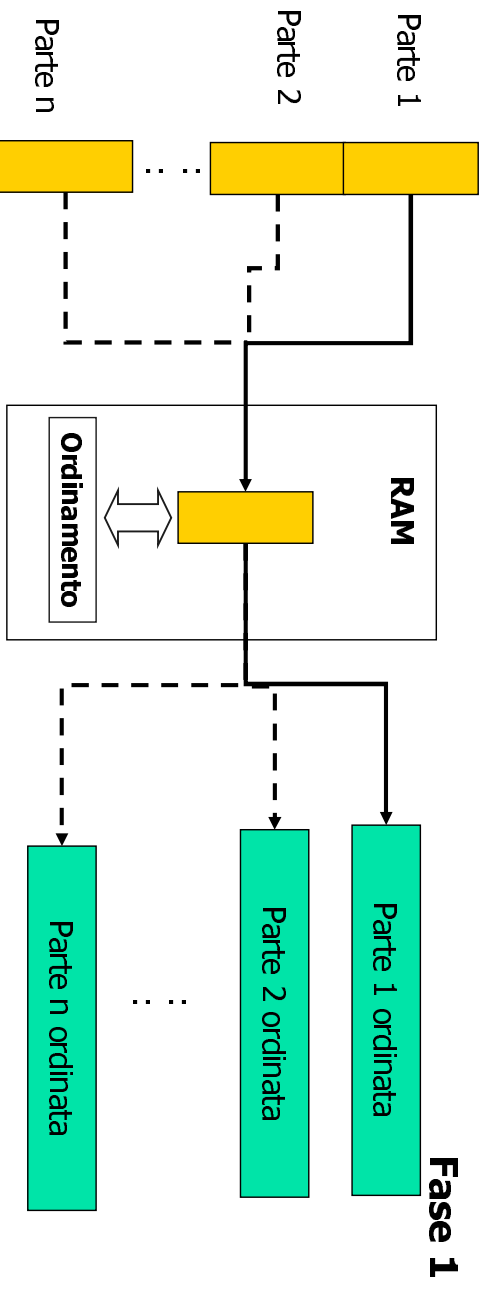 Fase 1
Parte 1
Parte 2
Parte n
RAM
Ordinamento
Parte 1 ordinata
Parte 2 ordinata
Parte n ordinata